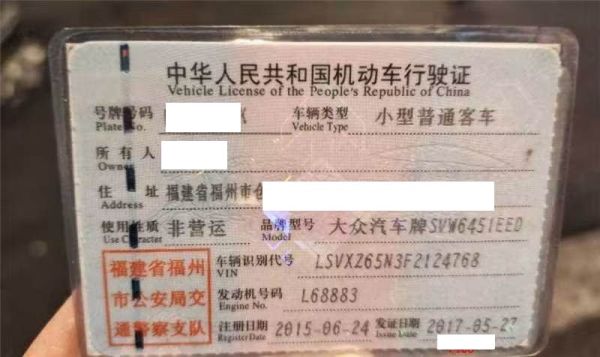 中华人民共和国机动车行驶证
Vehicle License of the People's Republic of China
号牌号码 车辆类型 小型普通客车
Plate No. Vehicle Type
所有人
Owner
住 址 福建省福州市仓
Address
使用性质 非营运 品牌型号 大众汽车牌SVW6451EED
Use Character Model
福建省福州
市公安局交
通警察支队
车辆识别代号 LSVXZ65N3F2124768
VIN
发动机号码 L68883
Engine No.
注册日期 2015-06-24 发证日期 2017-05-27
Register Date Issue Date